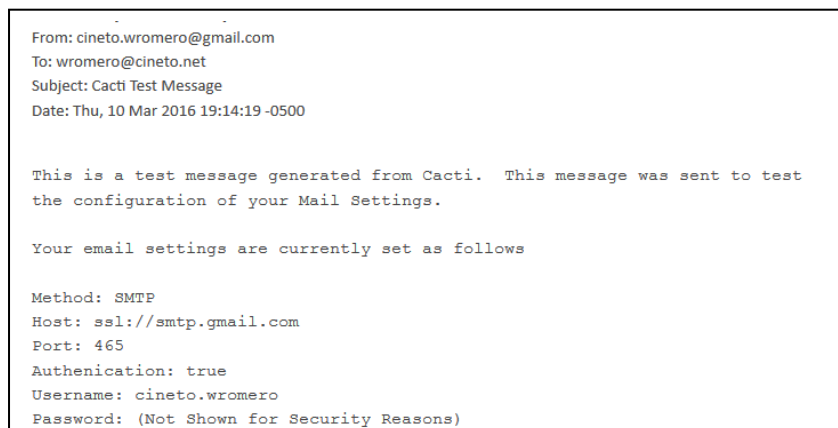 From: cineto.wromero@gmail.com
To: wromero@cineto.net
Subject: Cacti Test Message
Date: Thu, 10 Mar 2016 19:14:19 -0500
This is a test message generated from Cacti.  This message was sent to test
the configuration of your Mail Settings.
Your email settings are currently set as follows
Method: SMTP
Host: ssl://smtp.gmail.com
Port: 465
Authenication: true
Username: cineto.wromero
Password: (Not Shown for Security Reasons)